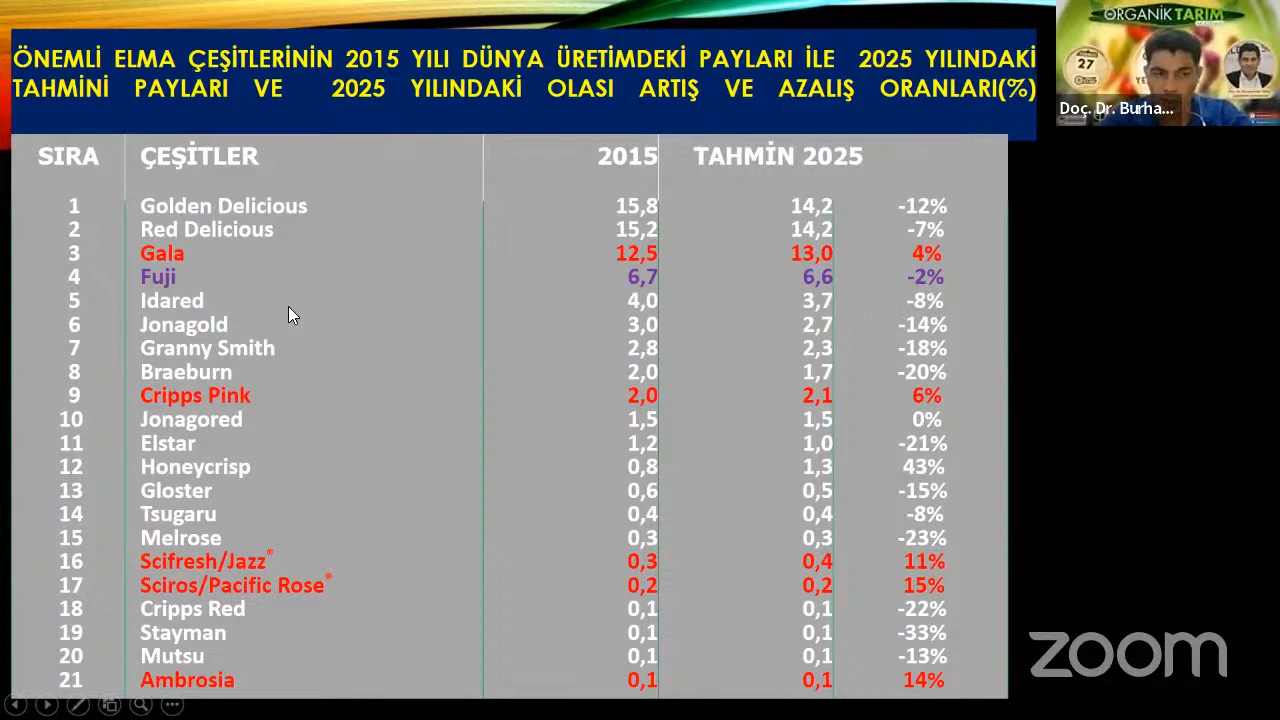 ÖNEMLİ ELMA ÇEŞİTLERİNİN 2015 YILI DÜNYA ÜRETİMDEKİ PAYLARI İLE 2025 YILINDAKİ
TAHMİNİ PAYLARI VE 2025 YILINDAKİ OLASI ARTIŞ VE AZALIŞ ORANLARI(%)
ORGANİK TARIM
27
Doç. Dr. Burha...
SIRA ÇEŞİTLER 2015 TAHMİN 2025
1 Golden Delicious 15,8 14,2 -12%
2 Red Delicious 15,2 14,2 -7%
3 Gala 12,5 13,0 4%
4 Fuji 6,7 6,6 -2%
5 Idared 4,0 3,7 -8%
6 Jonagold 3,0 2,7 -14%
7 Granny Smith 2,8 2,3 -18%
8 Braeburn 2,0 1,7 -20%
9 Cripps Pink 2,0 2,1 6%
10 Jonagored 1,5 1,5 0%
11 Elstar 1,2 1,0 -21%
12 Honeycrisp 0,8 1,3 43%
13 Gloster 0,6 0,5 -15%
14 Tsugaru 0,4 0,4 -8%
15 Melrose 0,3 0,3 -23%
16 Scifresh/Jazz® 0,3 0,4 11%
17 Sciros/Pacific Rose® 0,2 0,2 15%
18 Cripps Red 0,1 0,1 -22%
19 Stayman 0,1 0,1 -33%
20 Mutsu 0,1 0,1 -13%
21 Ambrosia 0,1 0,1 14%
zoom